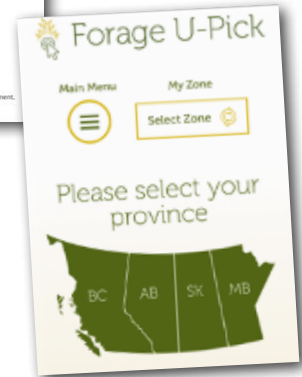 Forage U-Pick
Main Menu
My Zone
Select Zone
Please select your
province
BC
AB
SK
MB